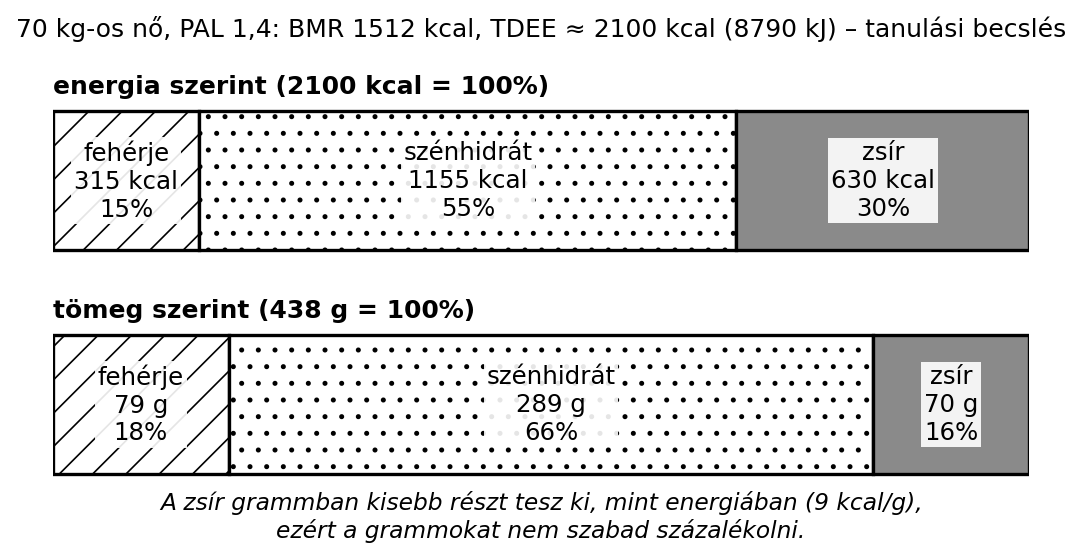 70 kg-os nő, PAL 1,4: BMR 1512 kcal, TDEE ≈ 2100 kcal (8790 kJ) – tanulási becslés
energia szerint (2100 kcal = 100%)
fehérje
315 kcal
15%
szénhidrát
1155 kcal
55%
zsír
630 kcal
30%
tömeg szerint (438 g = 100%)
fehérje
79 g
18%
szénhidrát
289 g
66%
zsír
70 g
16%
A zsír grammban kisebb részt tesz ki, mint energiában (9 kcal/g),
ezért a grammokat nem szabad százalékolni.